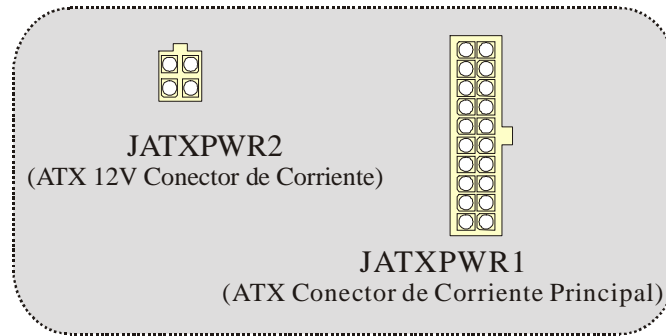 JATXPWR2
(ATX 12V Conector de Corriente)
JATXPWR1
(ATX Conector de Corriente Principal)